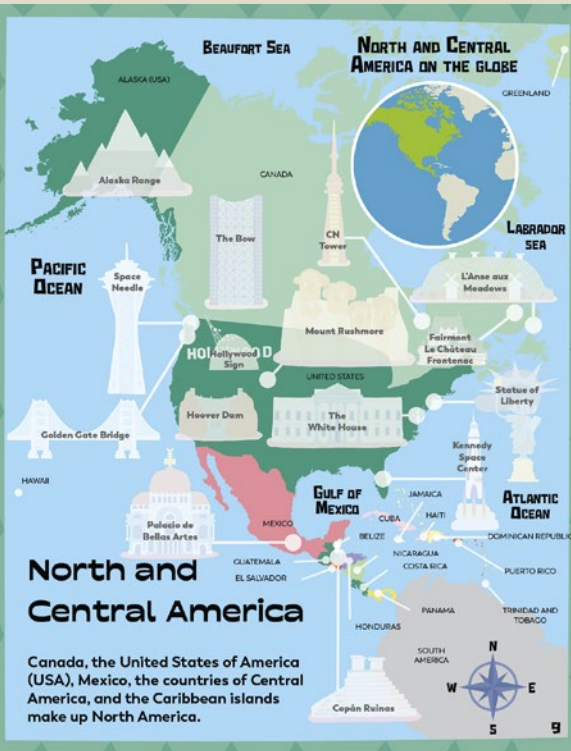 BEAUFORT SEA
NORTH AND CENTRAL
AMERICA ON THE GLOBE
ALASKA (USA)
GREENLAND
Alaska Range
CANADA
The Bow
CN
Tower
LABRADOR
SEA
PACIFIC
OCEAN
Space
Needle
L'Anse aux
Meadows
Mount Rushmore
Fairmont
Le Château
Frontenac
HOLLYWOOD
Hollywood
Sign
UNITED STATES
Statue of
Liberty
Hoover Dam
The
White House
Golden Gate Bridge
Kennedy
Space
Center
HAWAII
GULF OF
MEXICO
JAMAICA
ATLANTIC
OCEAN
CUBA
HAITI
Palacio de
Bellas Artes
MEXICO
BELIZE
DOMINICAN REPUBLIC
NICARAGUA
GUATEMALA
COSTA RICA
EL SALVADOR
PUERTO RICO
PANAMA
TRINIDAD AND
TOBAGO
HONDURAS
North and
Central America
SOUTH
AMERICA
Canada, the United States of America
(USA), Mexico, the countries of Central
America, and the Caribbean islands
make up North America.
Copán Ruinas
N
W
E
S
9